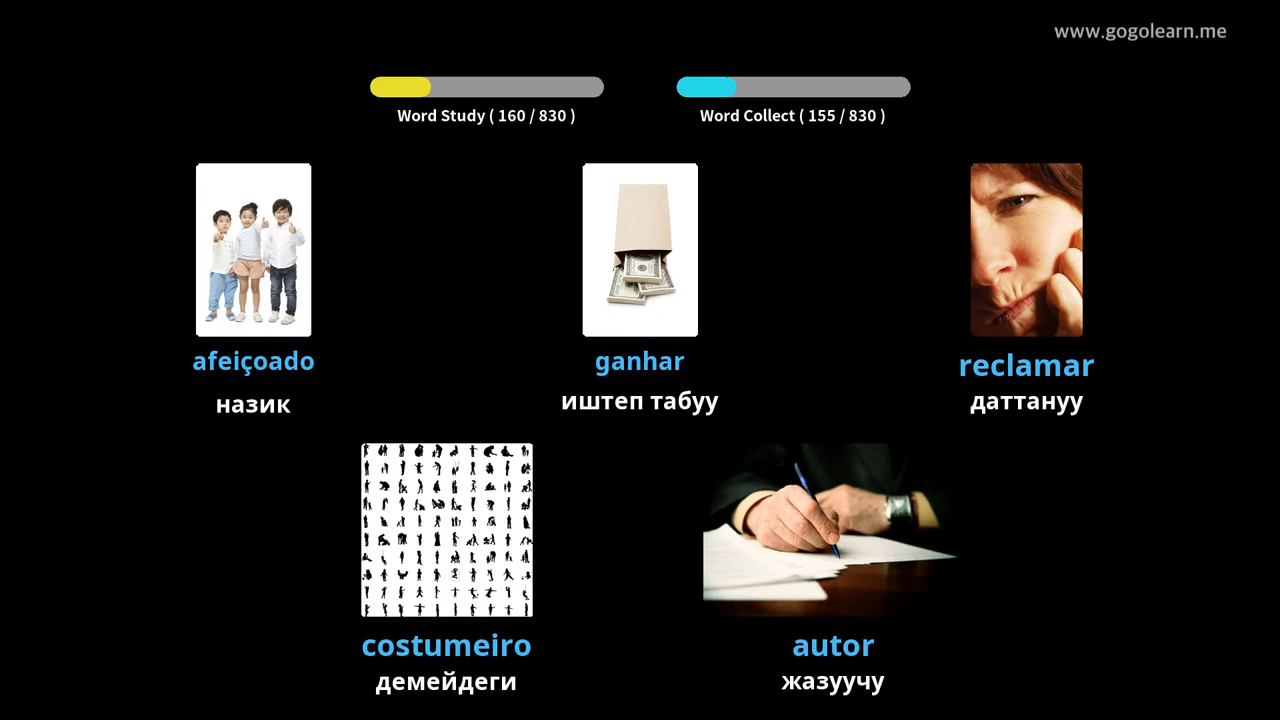 www.gogolearn.me
Word Study ( 160 / 830 )
Word Collect ( 155 / 830 )
afeiçoado
назик
ganhar
иштеп табуу
reclamar
даттануу
costumeiro
демейдеги
autor
жазуучу